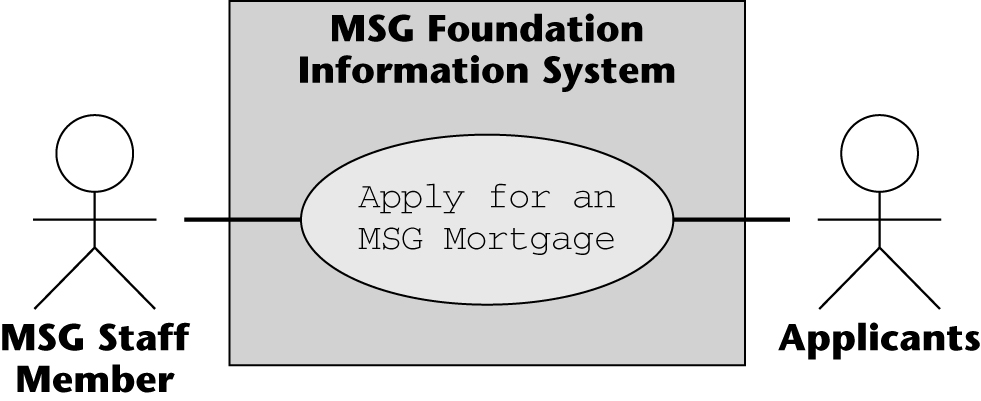 MSG Foundation
Information System
Apply for an
MSG Mortgage
MSG Staff
Member
Applicants